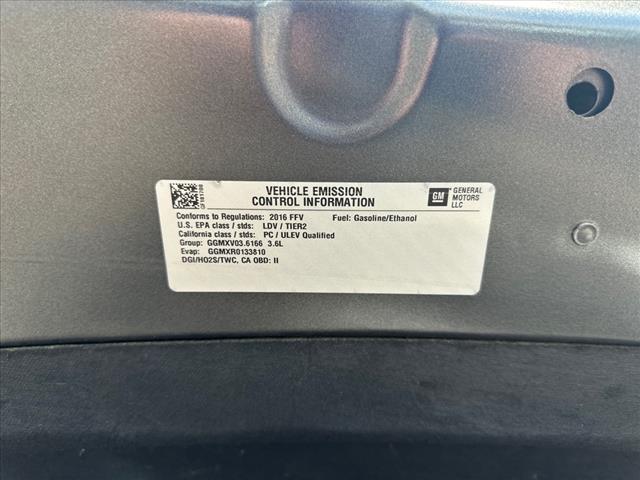 VEHICLE EMISSION
CONTROL INFORMATION
GM
GENERAL
MOTORS
LLC
Conforms to Regulations: 2016 FFV Fuel: Gasoline/Ethanol
U.S. EPA class / stds: LDV / TIER2
California class / stds: PC / ULEV Qualified
Group: GGMXV03.6166 3.6L
Evap: GGMXR0133810
DGI/HO2S/TWC, CA OBD: II